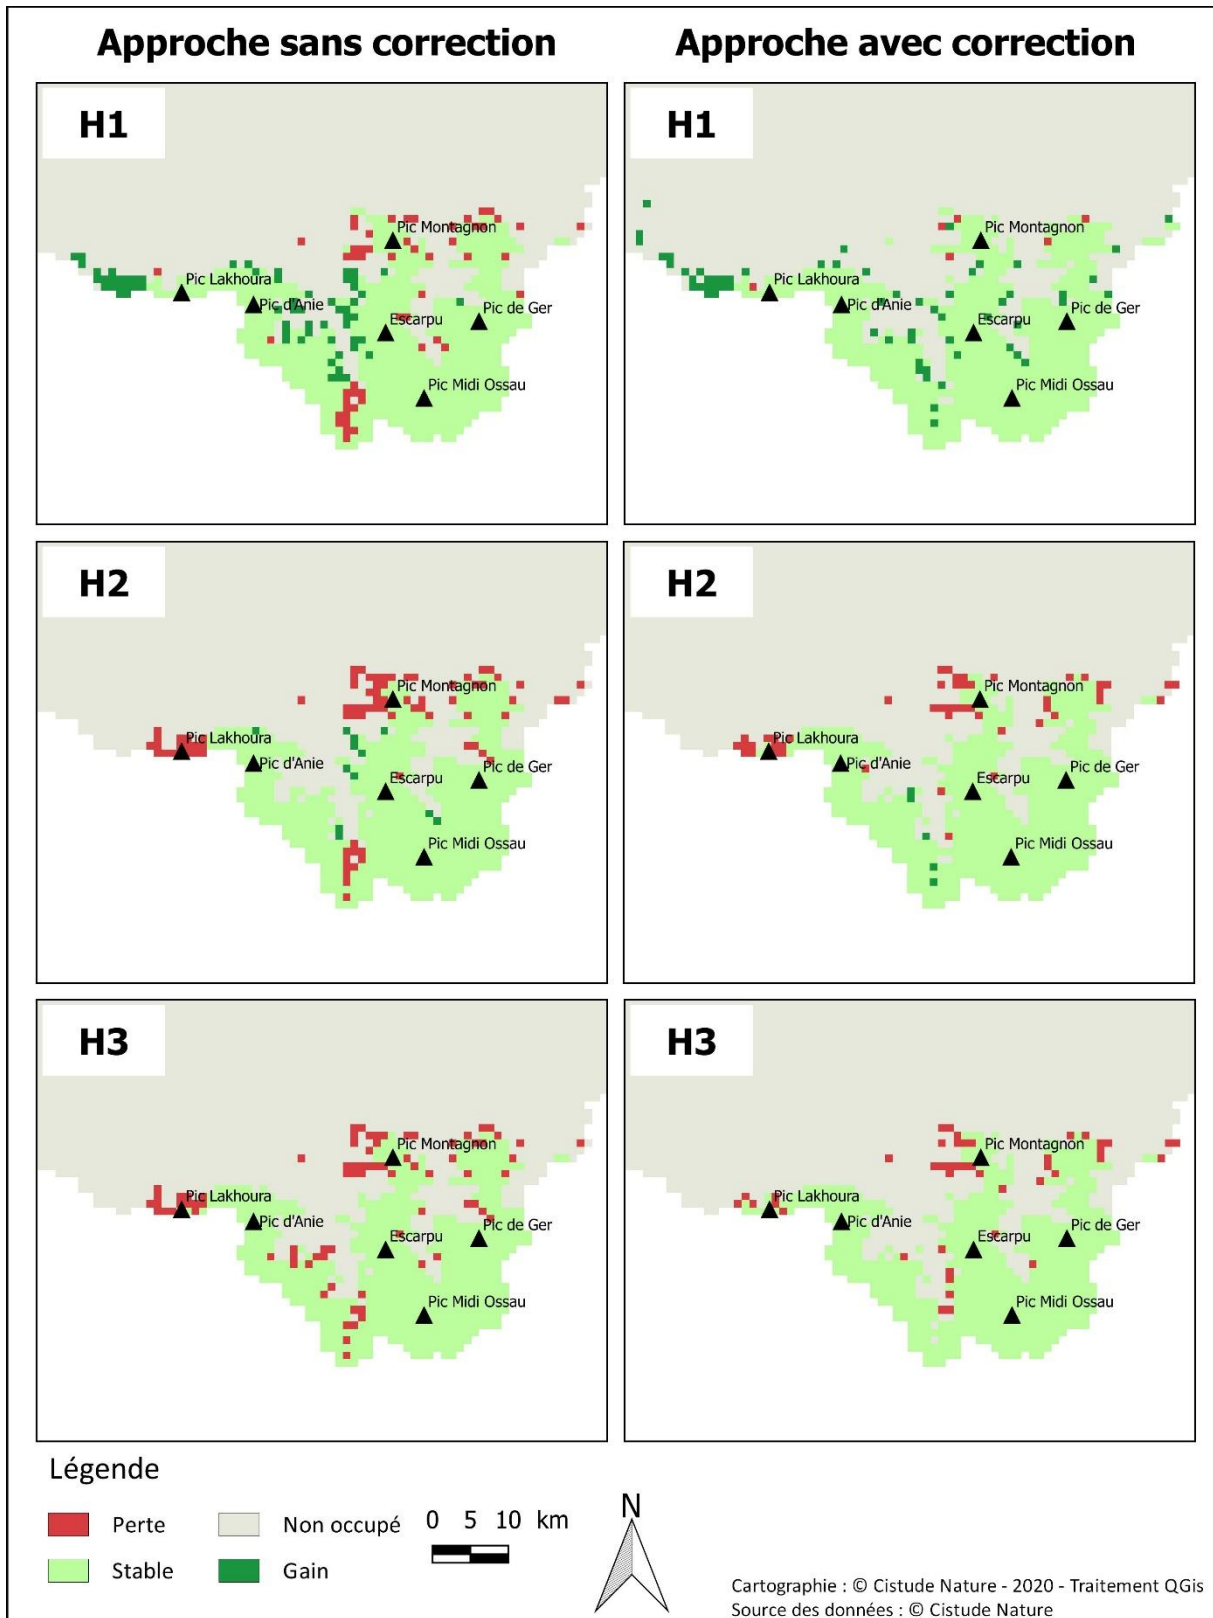 Approche sans correction
Approche avec correction
H1
Pic Montagnon
Pic Lakhoura
Pic d'Anie
Escarpu
Pic de Ger
Pic Midi Ossau
H1
Pic Montagnon
Pic Lakhoura
Pic d'Anie
Escarpu
Pic de Ger
Pic Midi Ossau
H2
Pic Montagnon
Pic Lakhoura
Pic d'Anie
Escarpu
Pic de Ger
Pic Midi Ossau
H2
Pic Montagnon
Pic Lakhoura
Pic d'Anie
Escarpu
Pic de Ger
Pic Midi Ossau
H3
Pic Montagnon
Pic Lakhoura
Pic d'Anie
Escarpu
Pic de Ger
Pic Midi Ossau
H3
Pic Montagnon
Pic Lakhoura
Pic d'Anie
Escarpu
Pic de Ger
Pic Midi Ossau
Légende
Perte
Non occupé
Stable
Gain
0 5 10 km
N
Cartographie : © Cistude Nature - 2020 - Traitement QGis
Source des données : © Cistude Nature